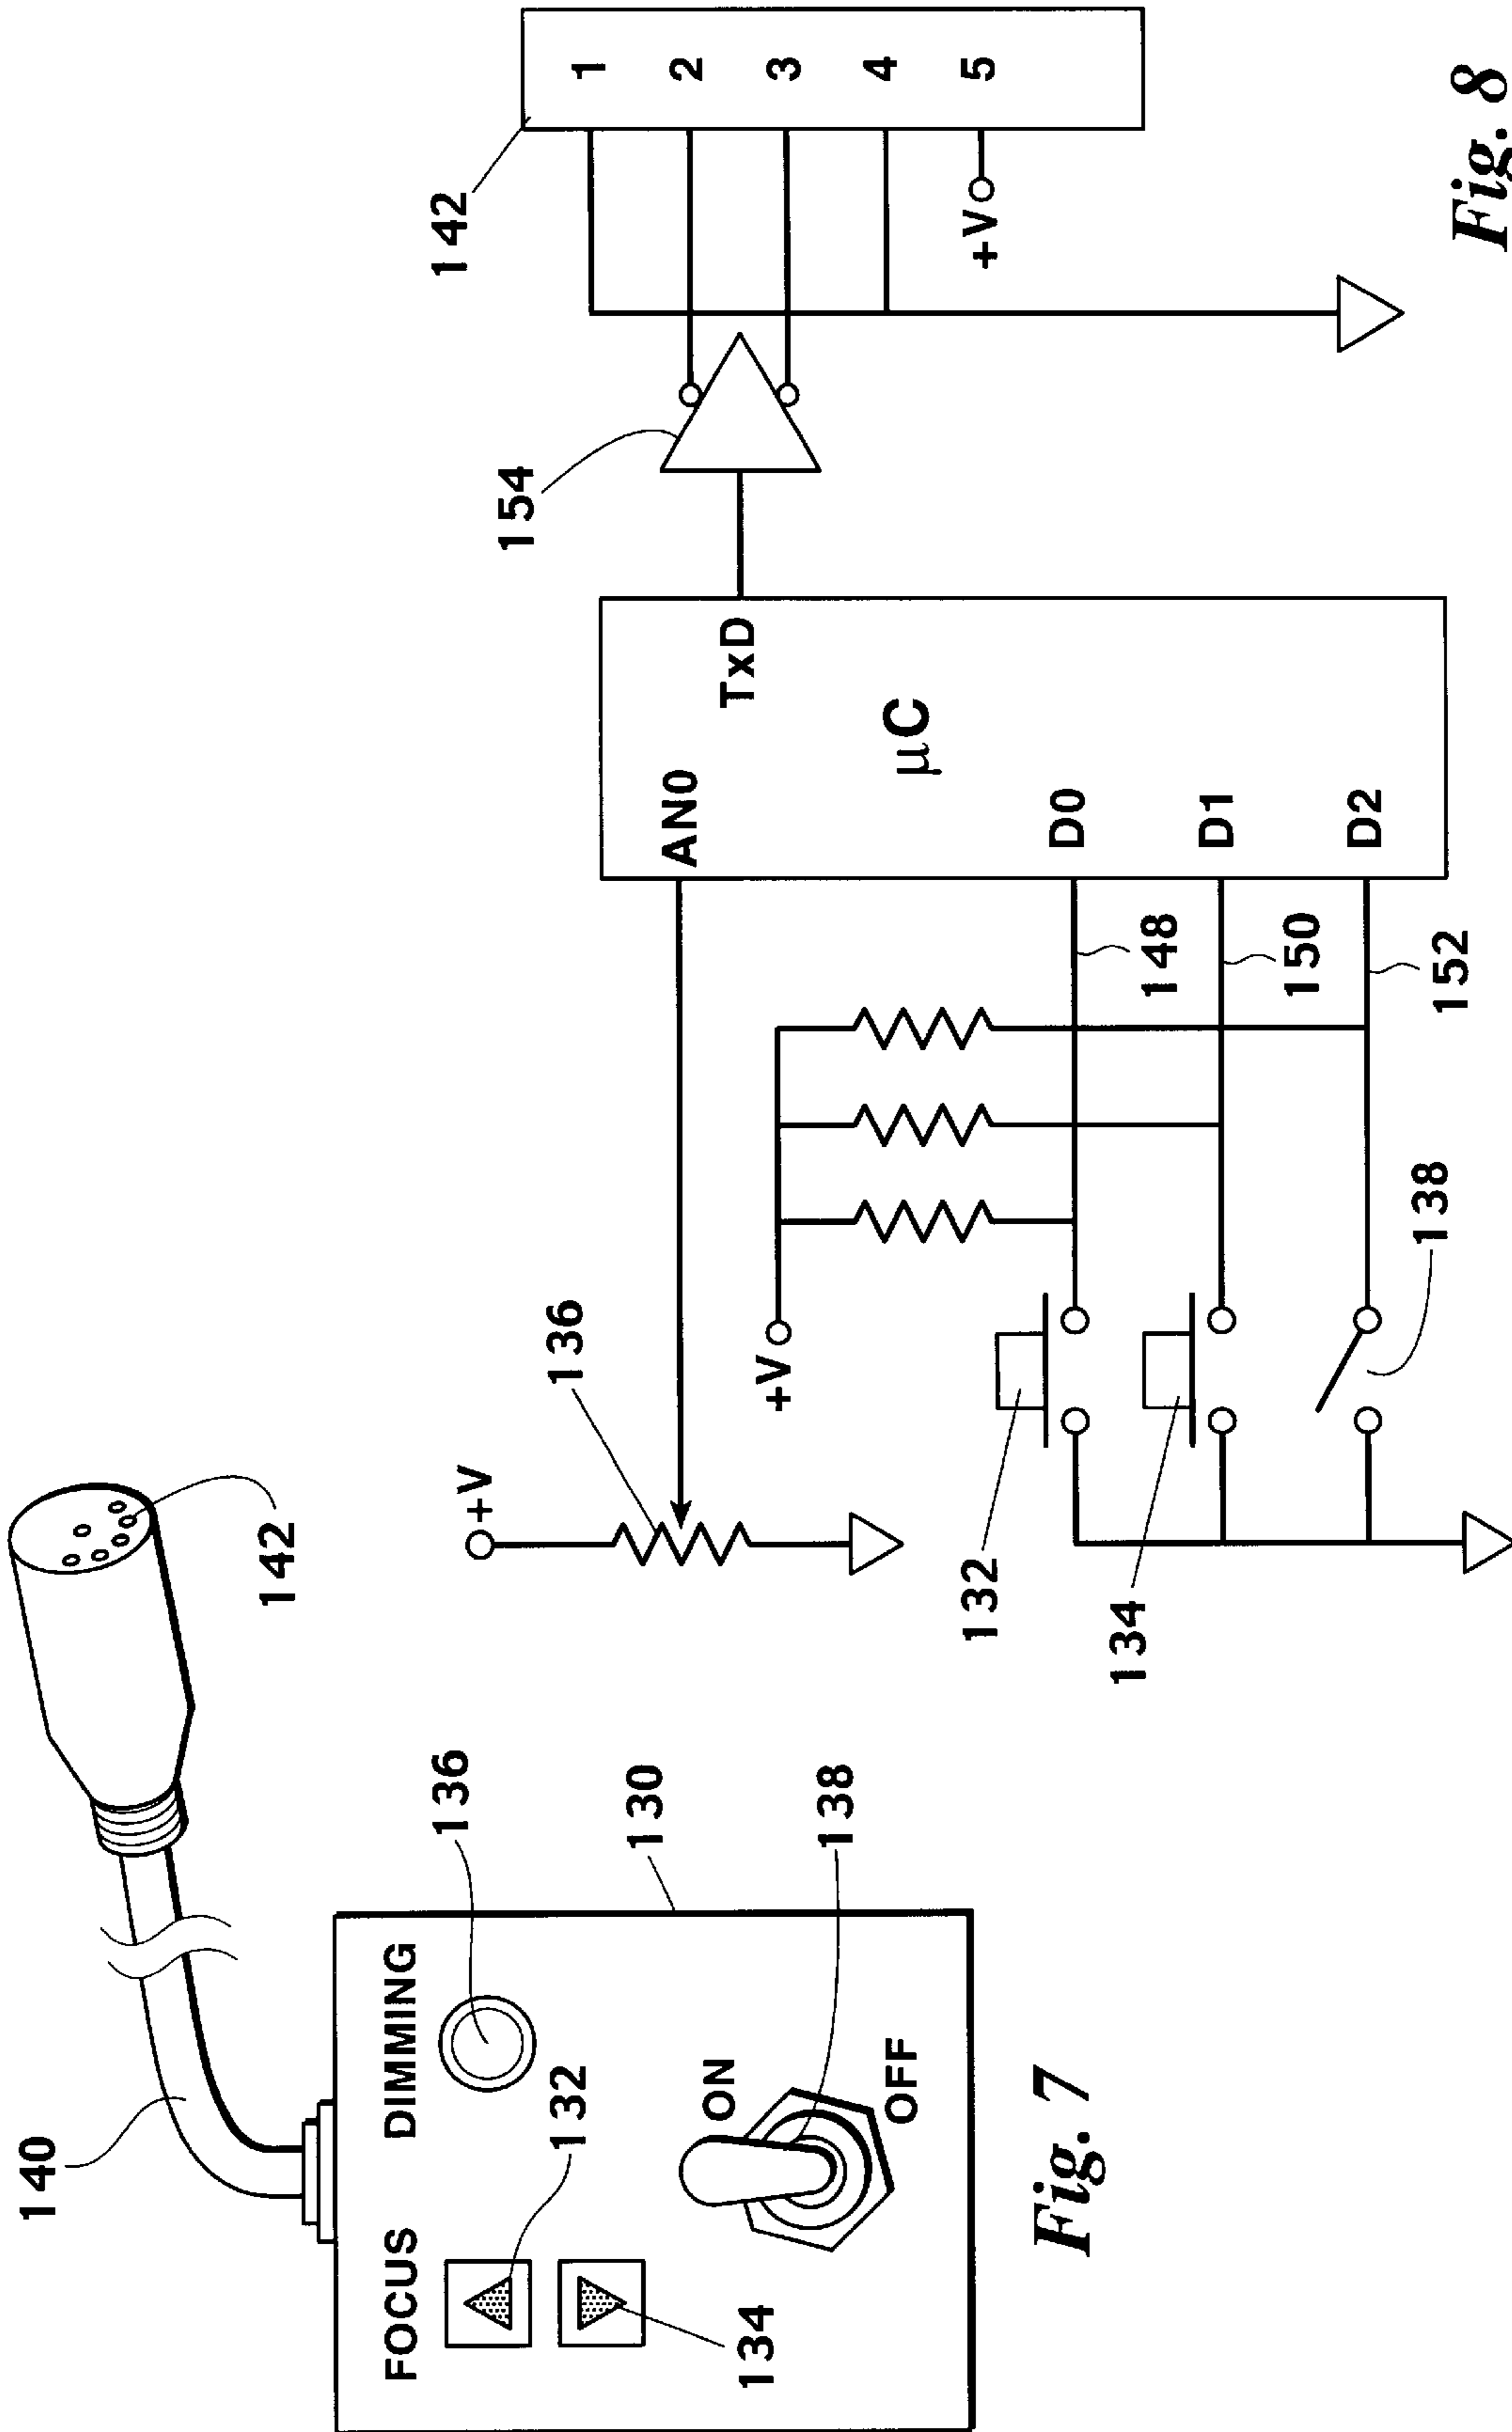 140
142
FOCUS DIMMING
136
132
134
130
ON
138
OFF
Fig. 7
+V
136
142
154
1
2
3
4
5
+V
AN0
TxD
µC
+V
D0
D1
D2
148
150
152
132
134
138
Fig. 8